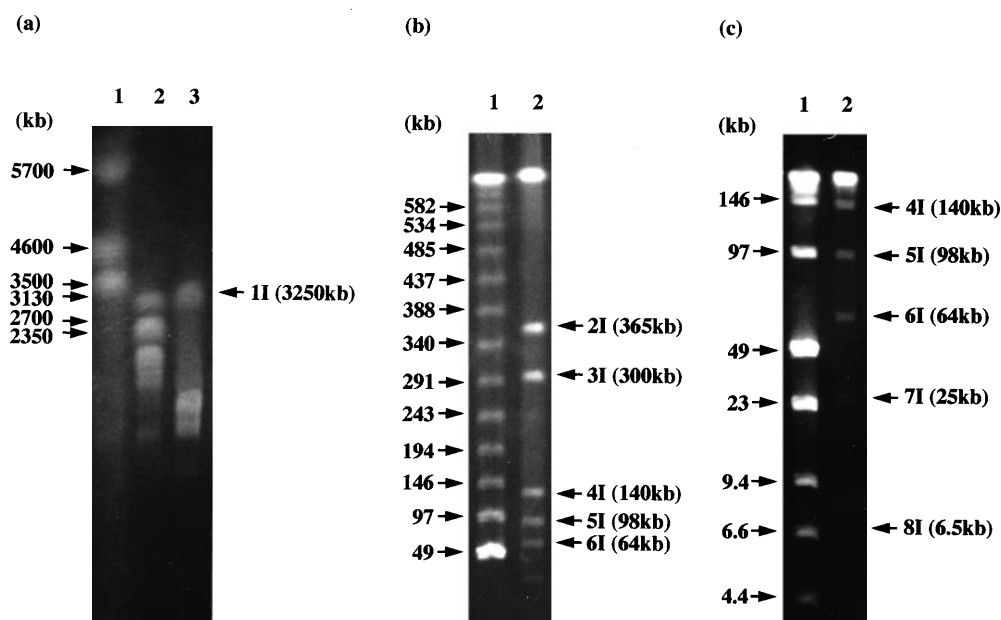 (a)
1 2 3
(kb)
5700
4600
3500
3130
2700
2350
1I (3250kb)
(b)
1 2
(kb)
582
534
485
437
388
340
291
243
194
146
97
49
2I (365kb)
3I (300kb)
4I (140kb)
5I (98kb)
6I (64kb)
(c)
1 2
(kb)
146
97
49
23
9.4
6.6
4.4
4I (140kb)
5I (98kb)
6I (64kb)
7I (25kb)
8I (6.5kb)